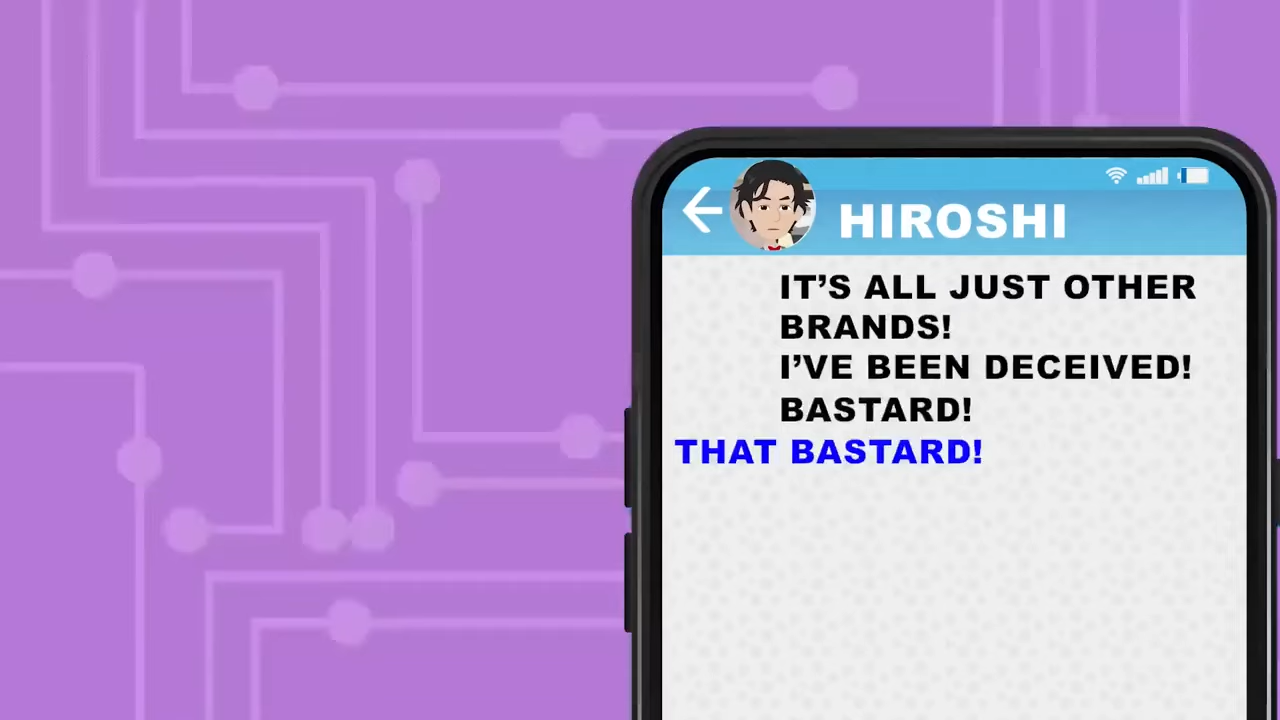 HIROSHI
IT’S ALL JUST OTHER
BRANDS!
I’VE BEEN DECEIVED!
BASTARD!
THAT BASTARD!